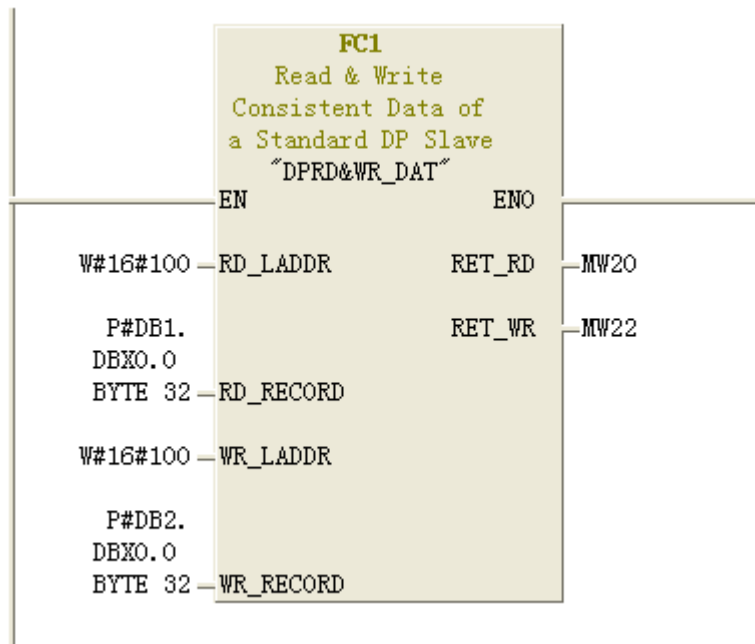 FC1
Read & Write
Consistent Data of
a Standard DP Slave
"DPRD&WR_DAT"
EN ENO
W#16#100 RD_LADDR RET_RD MW20
P#DB1. RET_WR MW22
DBX0.0
BYTE 32 RD_RECORD
W#16#100 WR_LADDR
P#DB2.
DBX0.0
BYTE 32 WR_RECORD